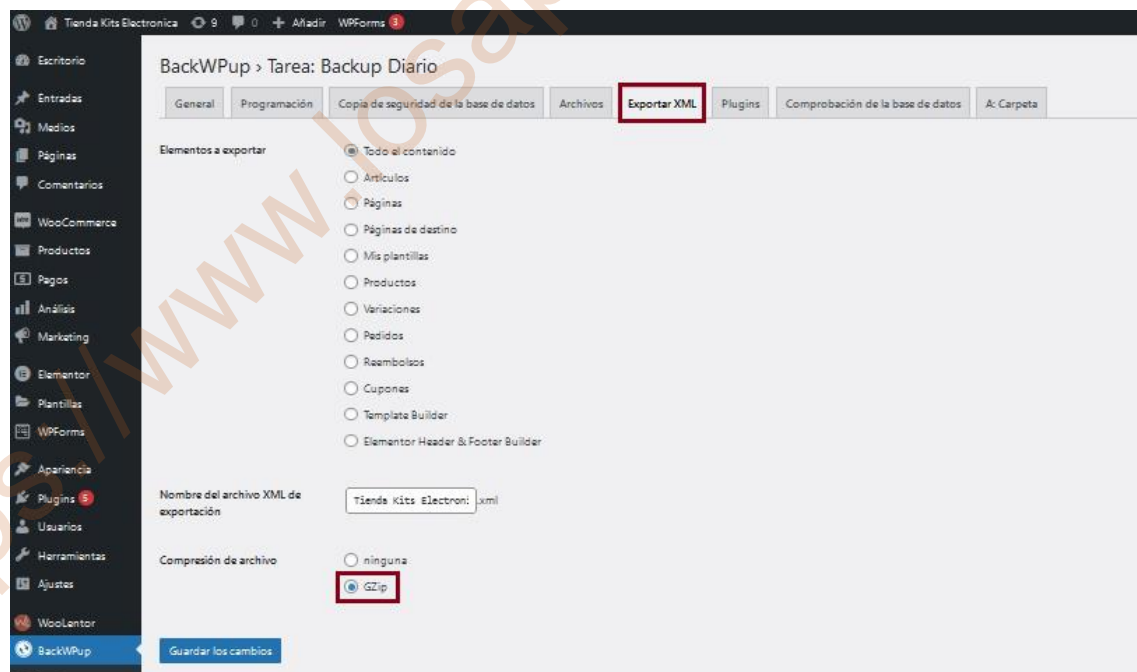 Tienda Kits Electronica 9 0 + Añadir WPForms 3
Escritorio
Entradas
Medios
Páginas
Comentarios
WooCommerce
Productos
Pagos
Análisis
Marketing
Elementor
Plantillas
WPForms
Apariencia
Plugins 5
Usuarios
Herramientas
Ajustes
WooLentor
BackWPup
BackWPup › Tarea: Backup Diario
General Programación Copia de seguridad de la base de datos Archivos Exportar XML Plugins Comprobación de la base de datos A: Carpeta
Elementos a exportar
Todo el contenido
Artículos
Páginas
Páginas de destino
Mis plantillas
Productos
Variaciones
Pedidos
Reembolsos
Cupones
Template Builder
Elementor Header & Footer Builder
Nombre del archivo XML de
exportación
Tienda Kits Electroni .xml
Compresión de archivo
ninguna
GZip
Guardar los cambios